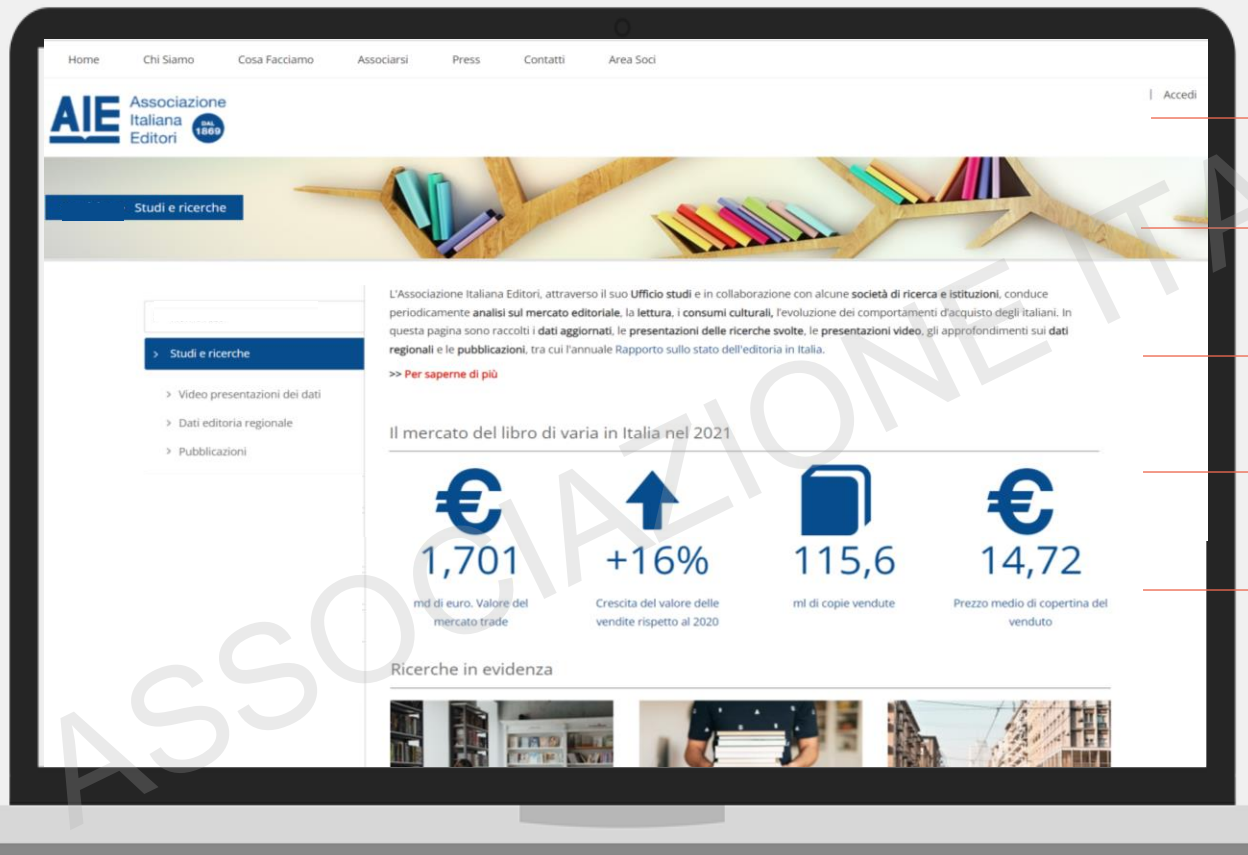 Home Chi Siamo Cosa Facciamo Associarsi Press Contatti Area Soci
| Accedi
AIE Associazione
Italiana
Editori
DAL
1869
Studi e ricerche
L'Associazione Italiana Editori, attraverso il suo Ufficio studi e in collaborazione con alcune società di ricerca e istituzioni, conduce
periodicamente analisi sul mercato editoriale, la lettura, i consumi culturali, l'evoluzione dei comportamenti d'acquisto degli italiani. In
questa pagina sono raccolti i dati aggiornati, le presentazioni delle ricerche svolte, le presentazioni video, gli approfondimenti sui dati
regionali e le pubblicazioni, tra cui l'annuale Rapporto sullo stato dell'editoria in Italia.
>> Per saperne di più
> Studi e ricerche
> Video presentazioni dei dati
> Dati editoria regionale
> Pubblicazioni
Il mercato del libro di varia in Italia nel 2021
€ € 
1,701 +16% 115,6 14,72
md di euro. Valore del
mercato trade
Crescita del valore delle
vendite rispetto al 2020
ml di copie vendute
Prezzo medio di copertina del
venduto
Ricerche in evidenza
ASSOCIAZIONE ITA